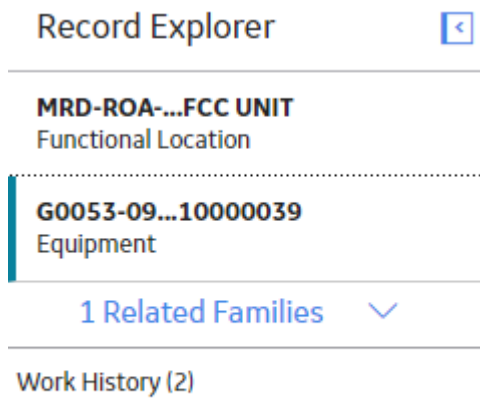 Record Explorer
MRD-ROA-...FCC UNIT
Functional Location
G0053-09...10000039
Equipment
1 Related Families
Work History (2)